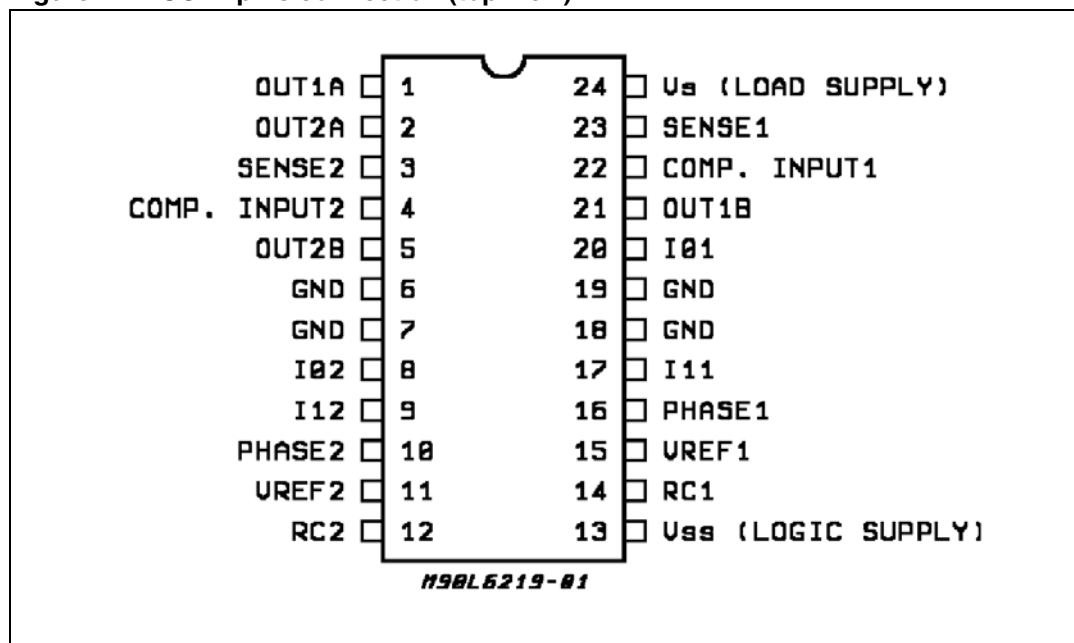 OUT1A 1 24 Vs (LOAD SUPPLY)
OUT2A 2 23 SENSE1
SENSE2 3 22 COMP. INPUT1
COMP. INPUT2 4 21 OUT1B
OUT2B 5 20 I01
GND 6 19 GND
GND 7 18 GND
I02 8 17 I11
I12 9 16 PHASE1
PHASE2 10 15 VREF1
VREF2 11 14 RC1
RC2 12 13 Vss (LOGIC SUPPLY)
M90L6219-01